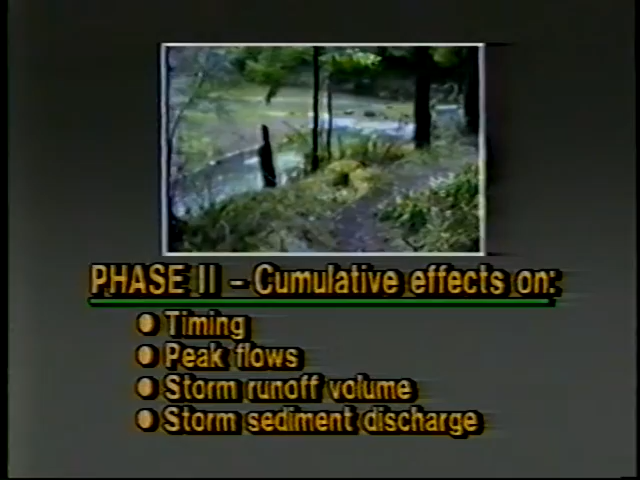 PHASE II – Cumulative effects on:
● Timing
● Peak flows
● Storm runoff volume
● Storm sediment discharge